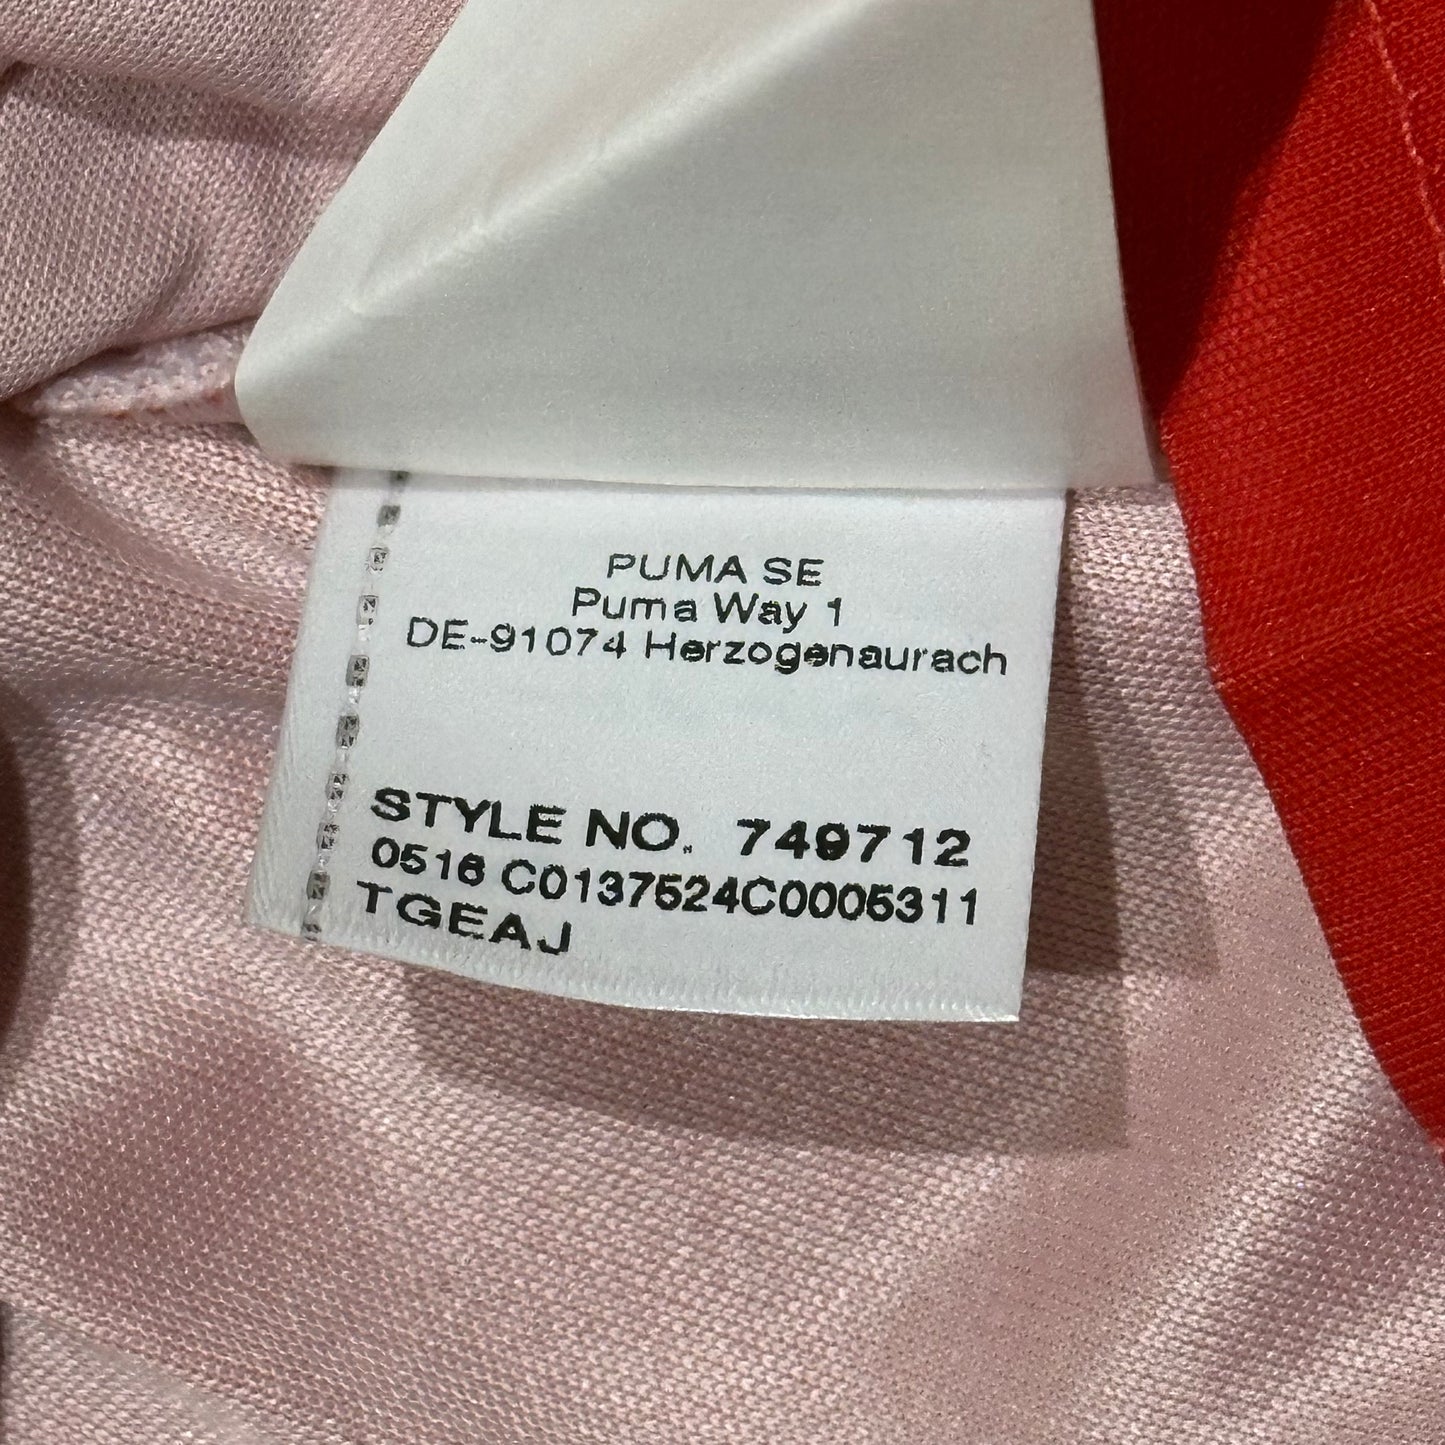 PUMA SE
Puma Way 1
DE-91074 Herzogenaurach
STYLE NO. 749712
0516 C0137524C0005311
TGEAJ